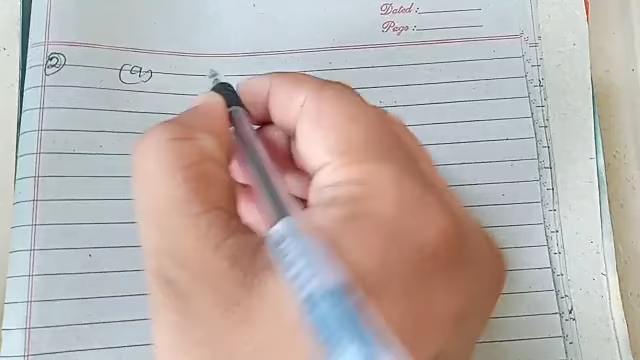 Dated :
Page :
② (a)